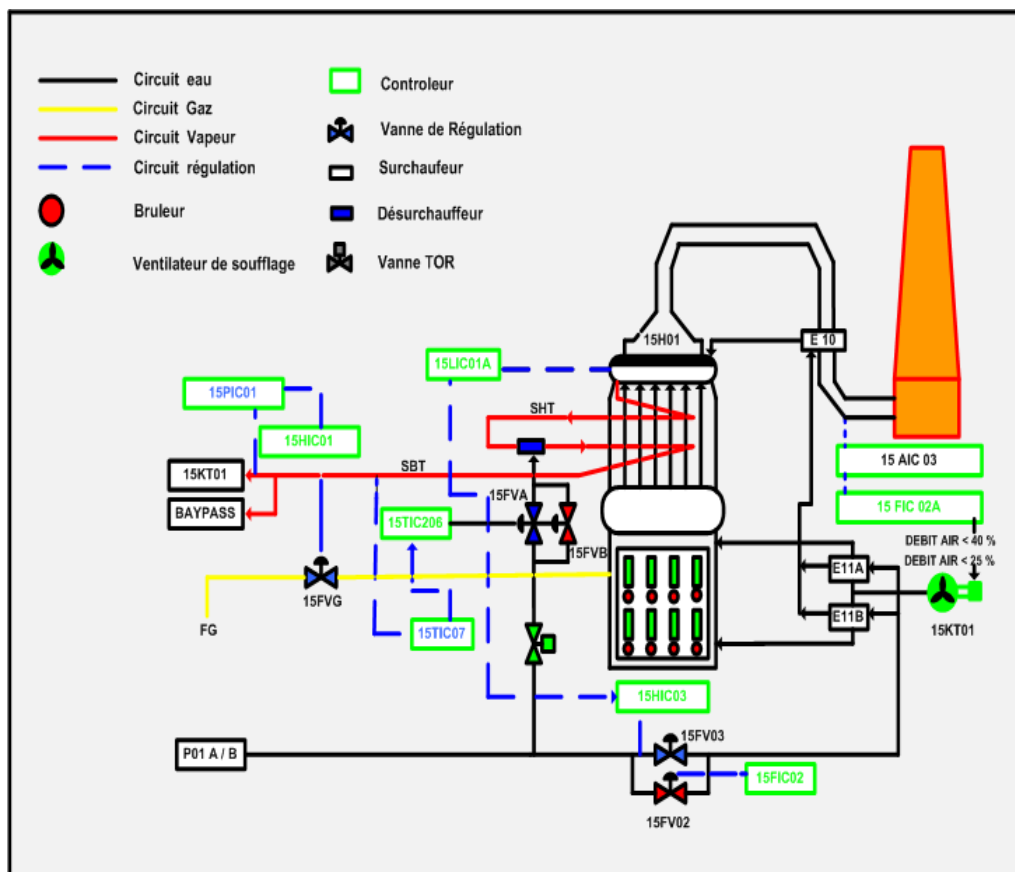 Circuit eau
Circuit Gaz
Circuit Vapeur
Circuit régulation
Bruleur
Ventilateur de soufflage
Controleur
Vanne de Régulation
Surchaufeur
Désurchauffeur
Vanne TOR
15H01
E 10
15LIC01A
15PIC01
15HIC01
SHT
SBT
15KT01
BAYPASS
15FVA
15TIC206
15FVB
15 AIC 03
15 FIC 02A
DEBIT AIR < 40 %
DEBIT AIR < 25 %
E11A
E11B
15KT01
15FVG
FG
15TIC07
15HIC03
P01 A / B
15FV03
15FIC02
15FV02